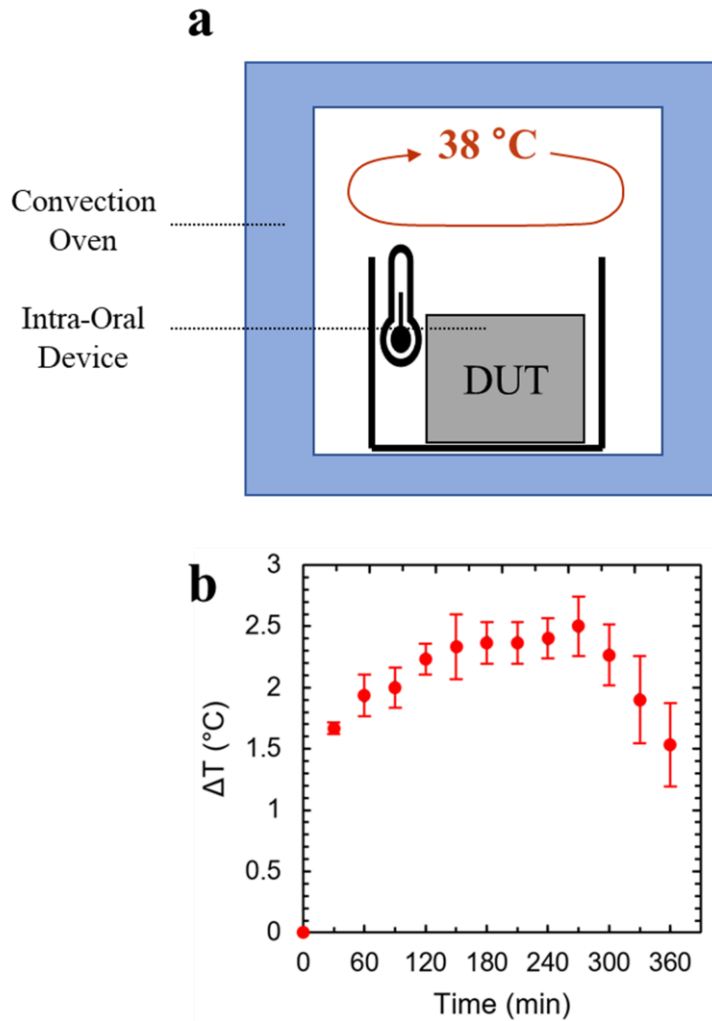 a
38 °C
Convection
Oven
Intra-Oral
Device
DUT
b
3
2.5
2
1.5
1
0.5
0
ΔT (°C)
0 60 120 180 240 300 360
Time (min)